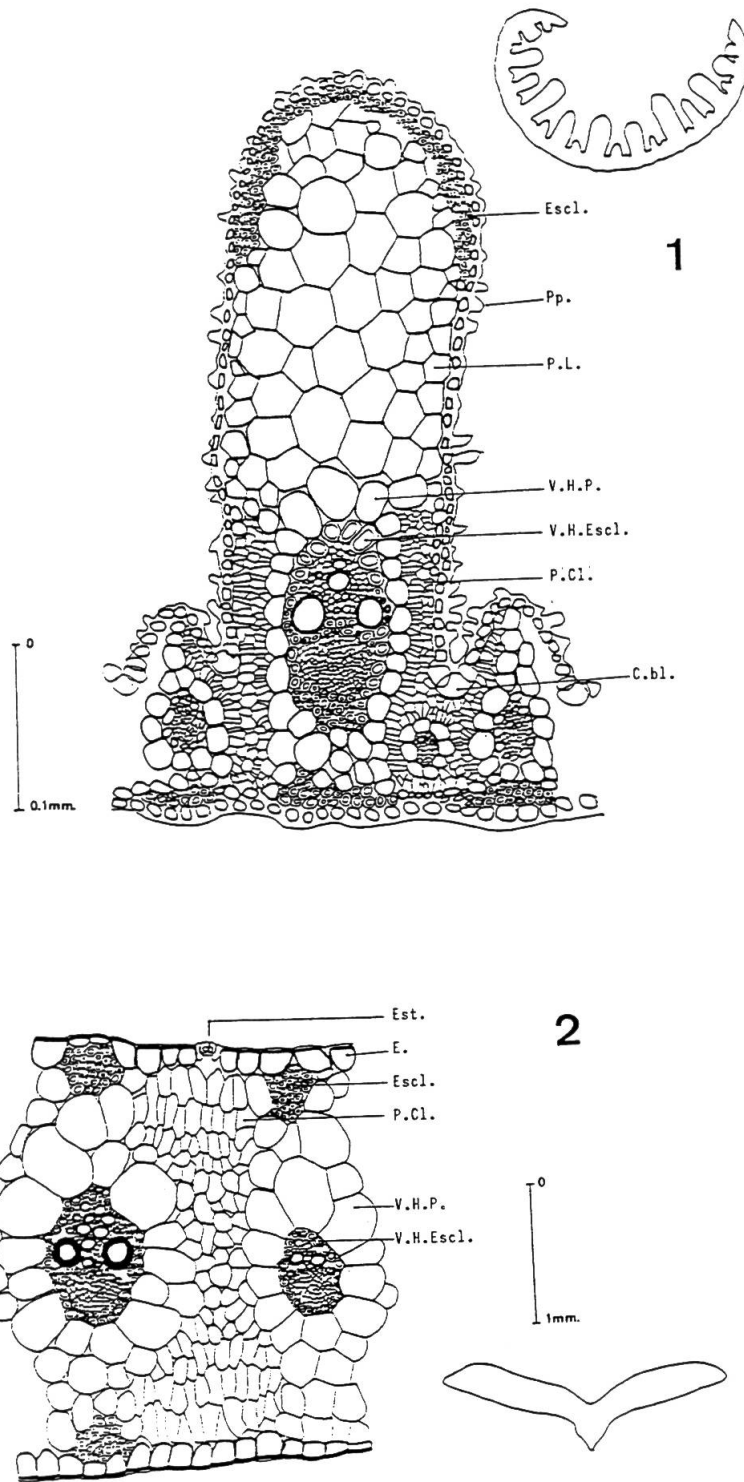 1
Escl.
Pp.
P.L.
V.H.P.
V.H.Escl.
P.Cl.
C.bl.
0
0.1mm.
2
Est.
E.
Escl.
P.Cl.
V.H.P.
V.H.Escl.
0
1mm.